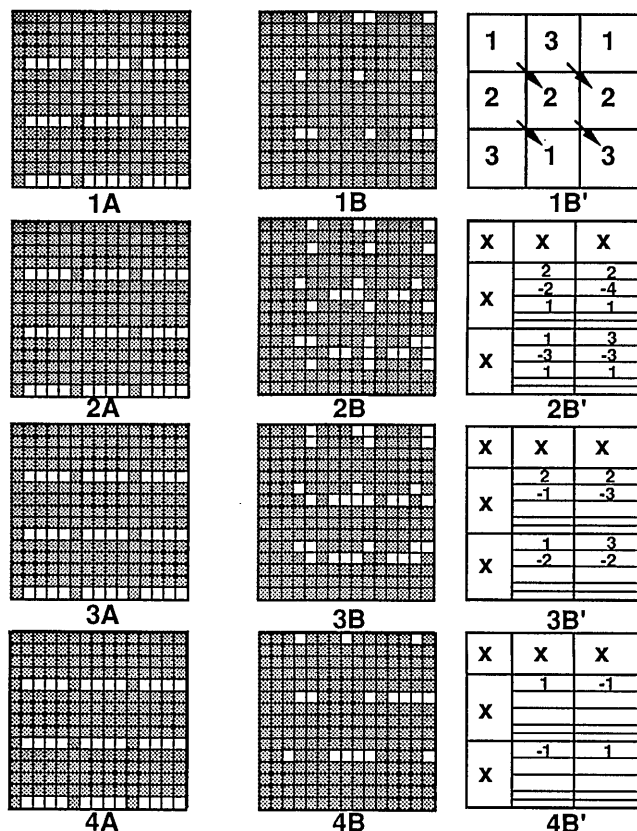 1 3 1
2 2 2
3 1 3
1A 1B 1B'
X X X
2 2
-2 -4
X 1 1
1 3
X -3 -3
1 1
2A 2B 2B'
X X X
2 2
X -1 -3
1 3
X -2 -2
3A 3B 3B'
X X X
1 -1
X
-1 1
X
4A 4B 4B'